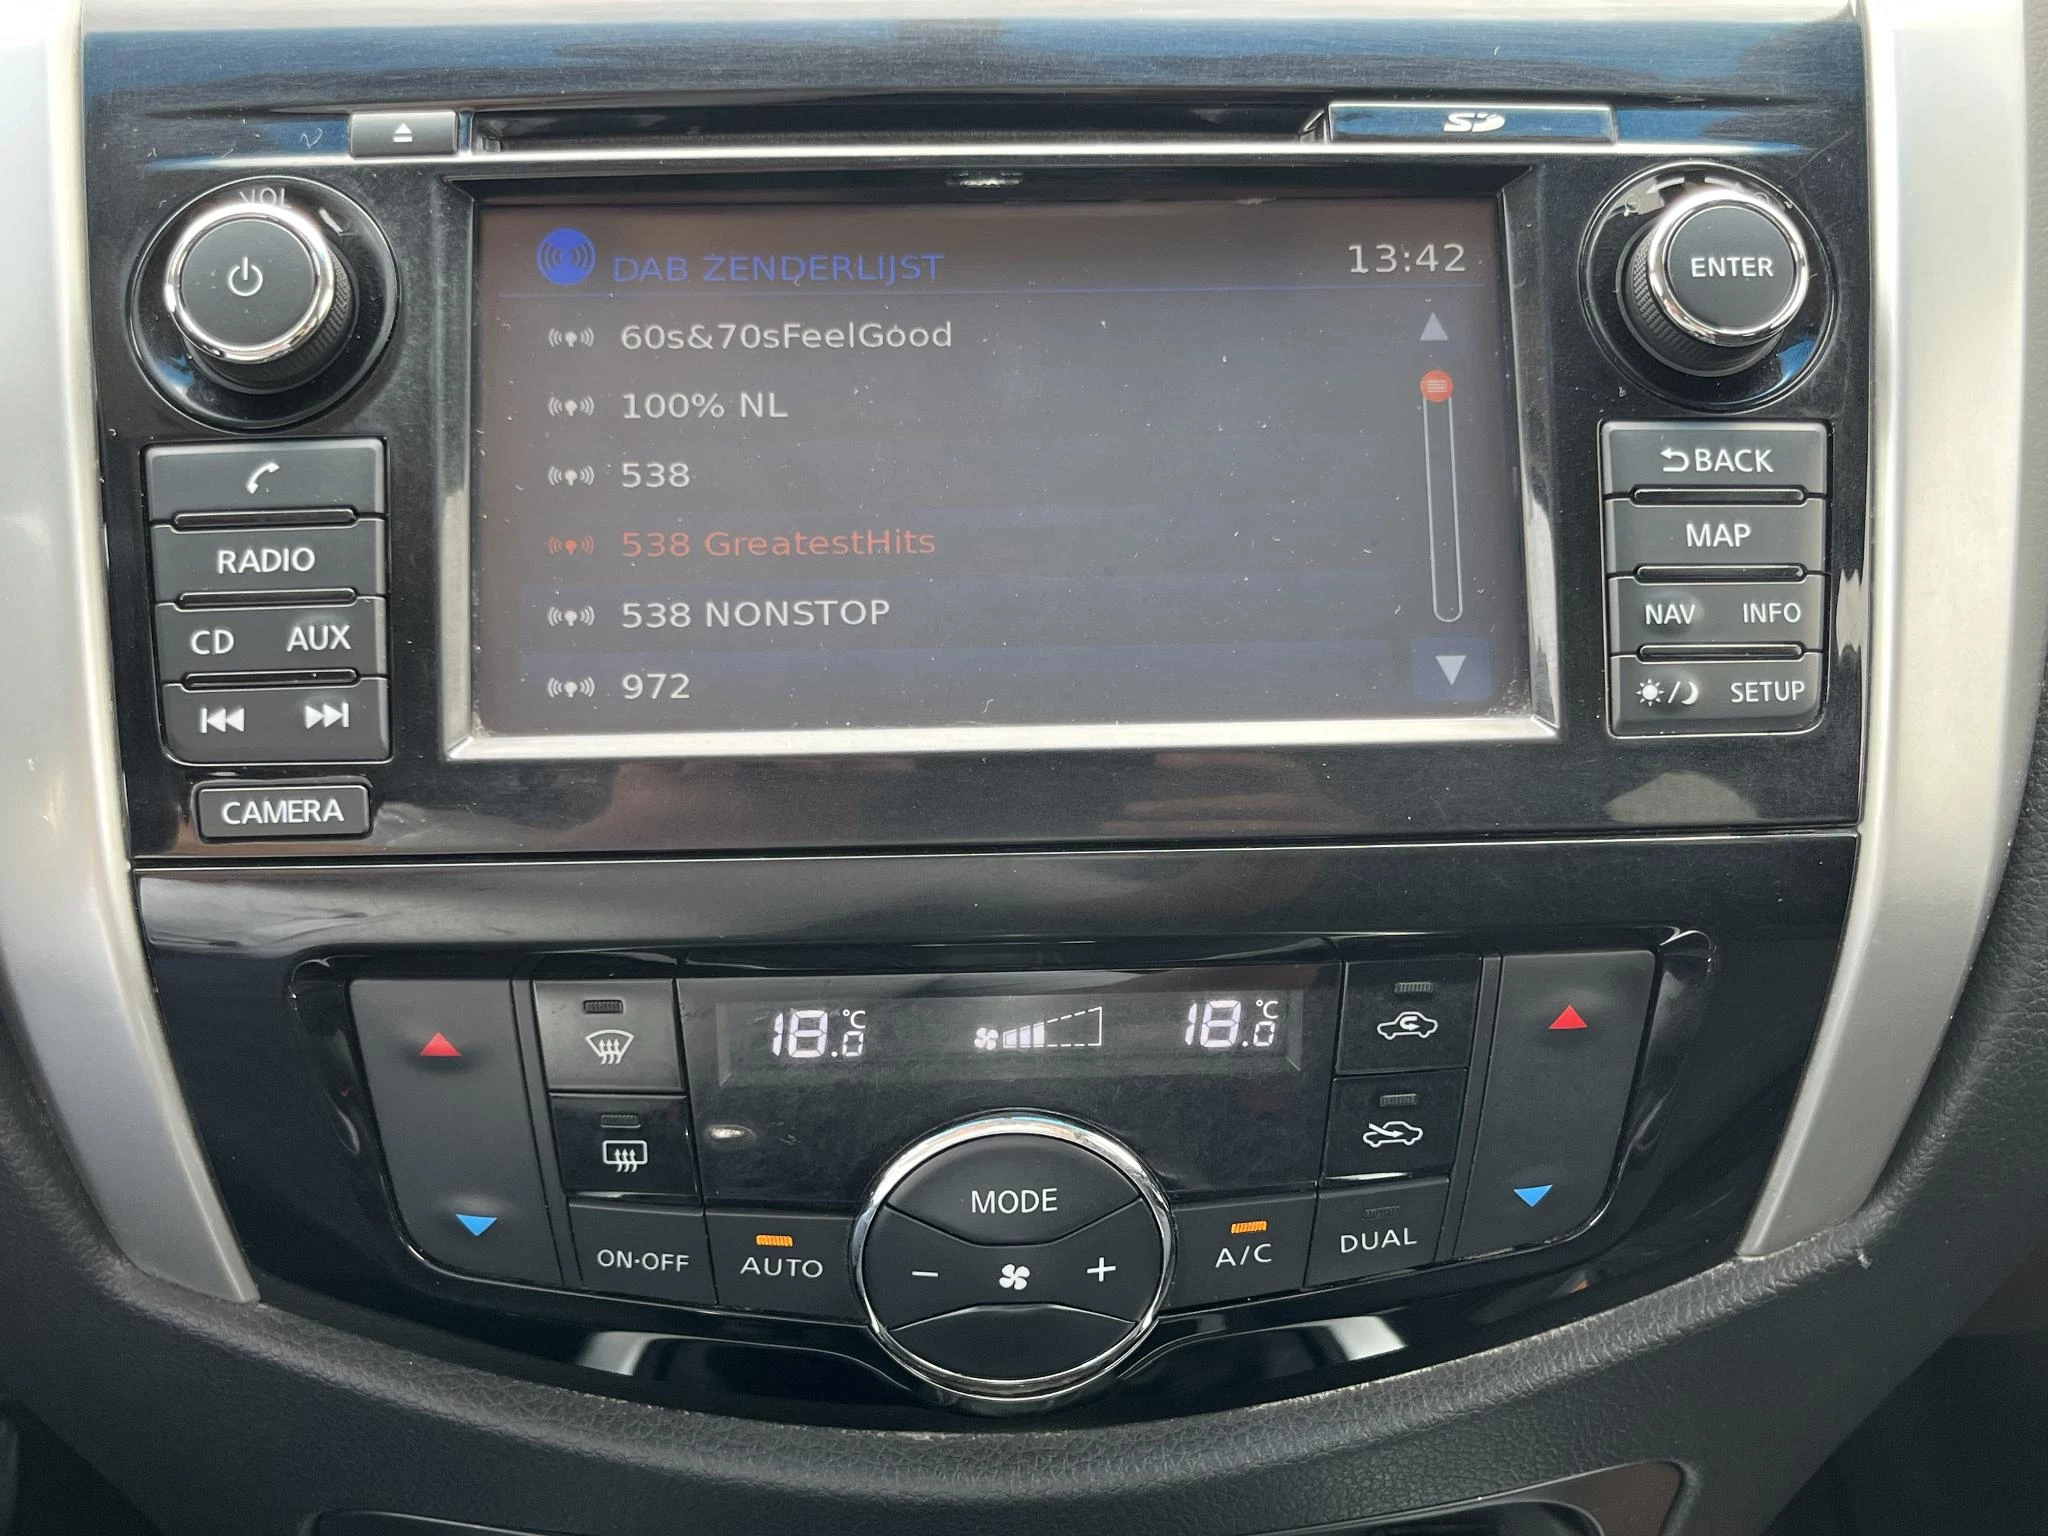 SD
VOL
ENTER
DAB ZENDERLIJST 13:42
60s&70sFeelGood
100% NL
538
538 GreatestHits
538 NONSTOP
972
RADIO
CD AUX
CAMERA
BACK
MAP
NAV INFO
SETUP
18.0 °C
18.0 °C
MODE
ON·OFF
AUTO
- +
A/C
DUAL